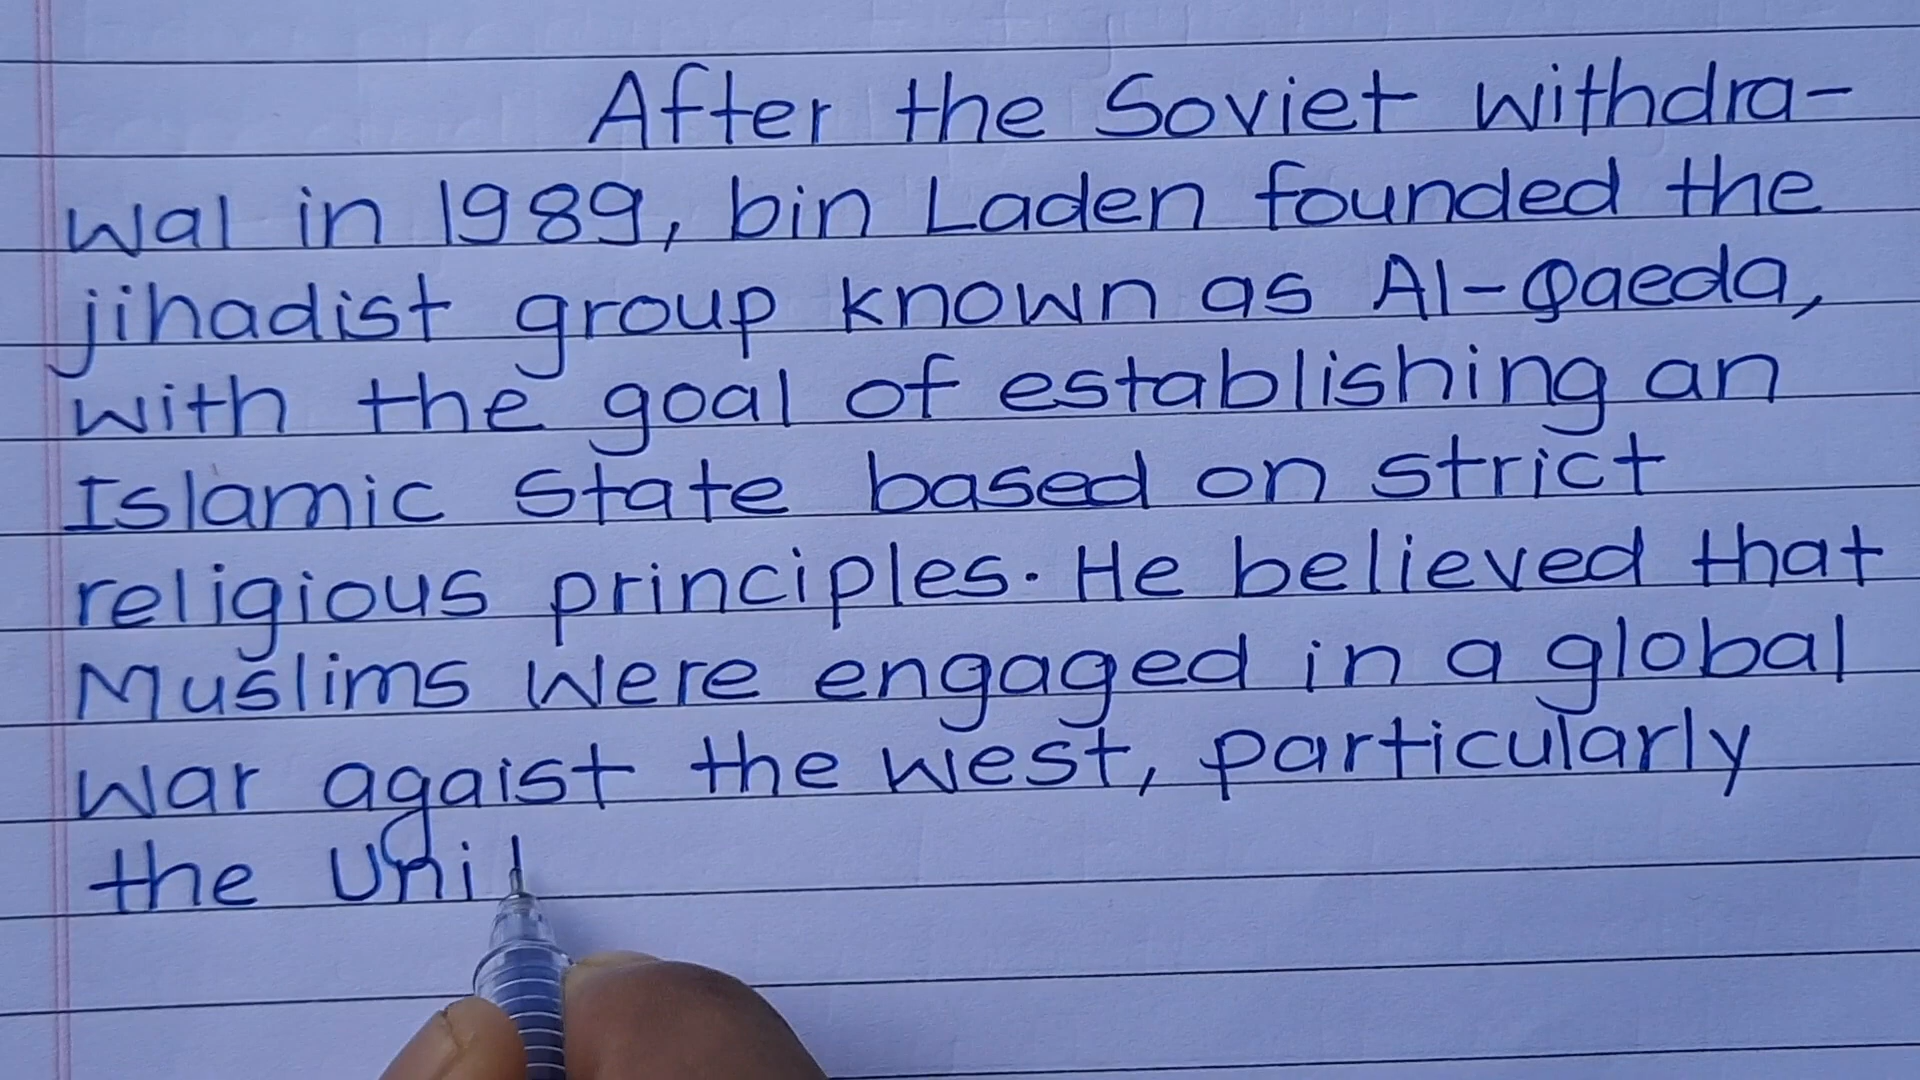 After the Soviet withdra-
wal in 1989, bin Laden founded the
jihadist group known as Al-Qaeda,
with the goal of establishing an
Islamic State based on strict
religious principles. He believed that
Muslims were engaged in a global
war agaist the west, particularly
the Uni